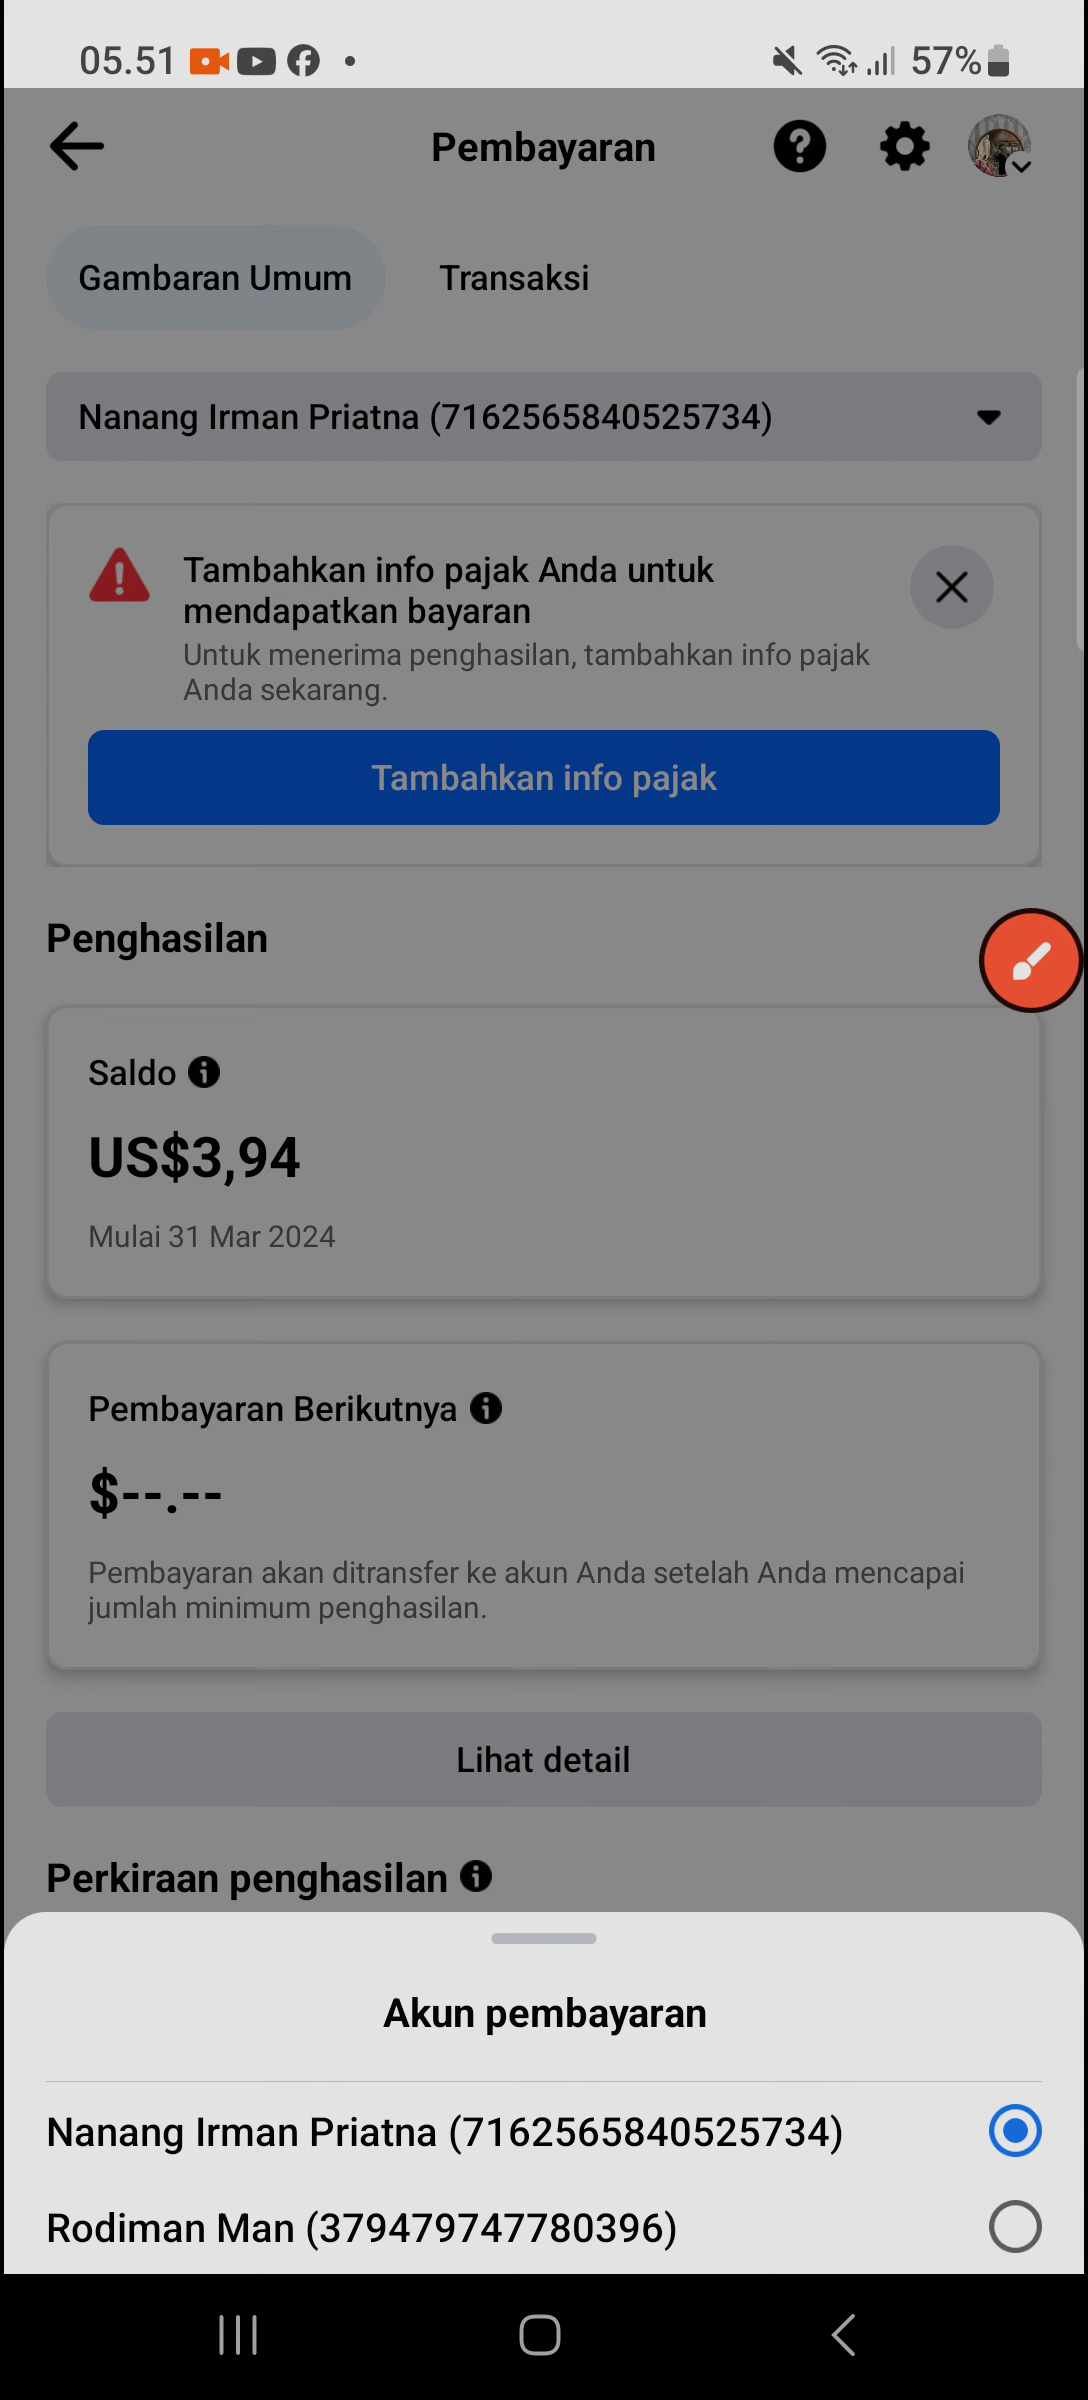 05.51
57%
Pembayaran
Gambaran Umum
Transaksi
Nanang Irman Priatna (7162565840525734)
Tambahkan info pajak Anda untuk
mendapatkan bayaran
Untuk menerima penghasilan, tambahkan info pajak
Anda sekarang.
Tambahkan info pajak
Penghasilan
Saldo
US$3,94
Mulai 31 Mar 2024
Pembayaran Berikutnya
$--.--
Pembayaran akan ditransfer ke akun Anda setelah Anda mencapai
jumlah minimum penghasilan.
Lihat detail
Perkiraan penghasilan
Akun pembayaran
Nanang Irman Priatna (7162565840525734)
Rodiman Man (379479747780396)